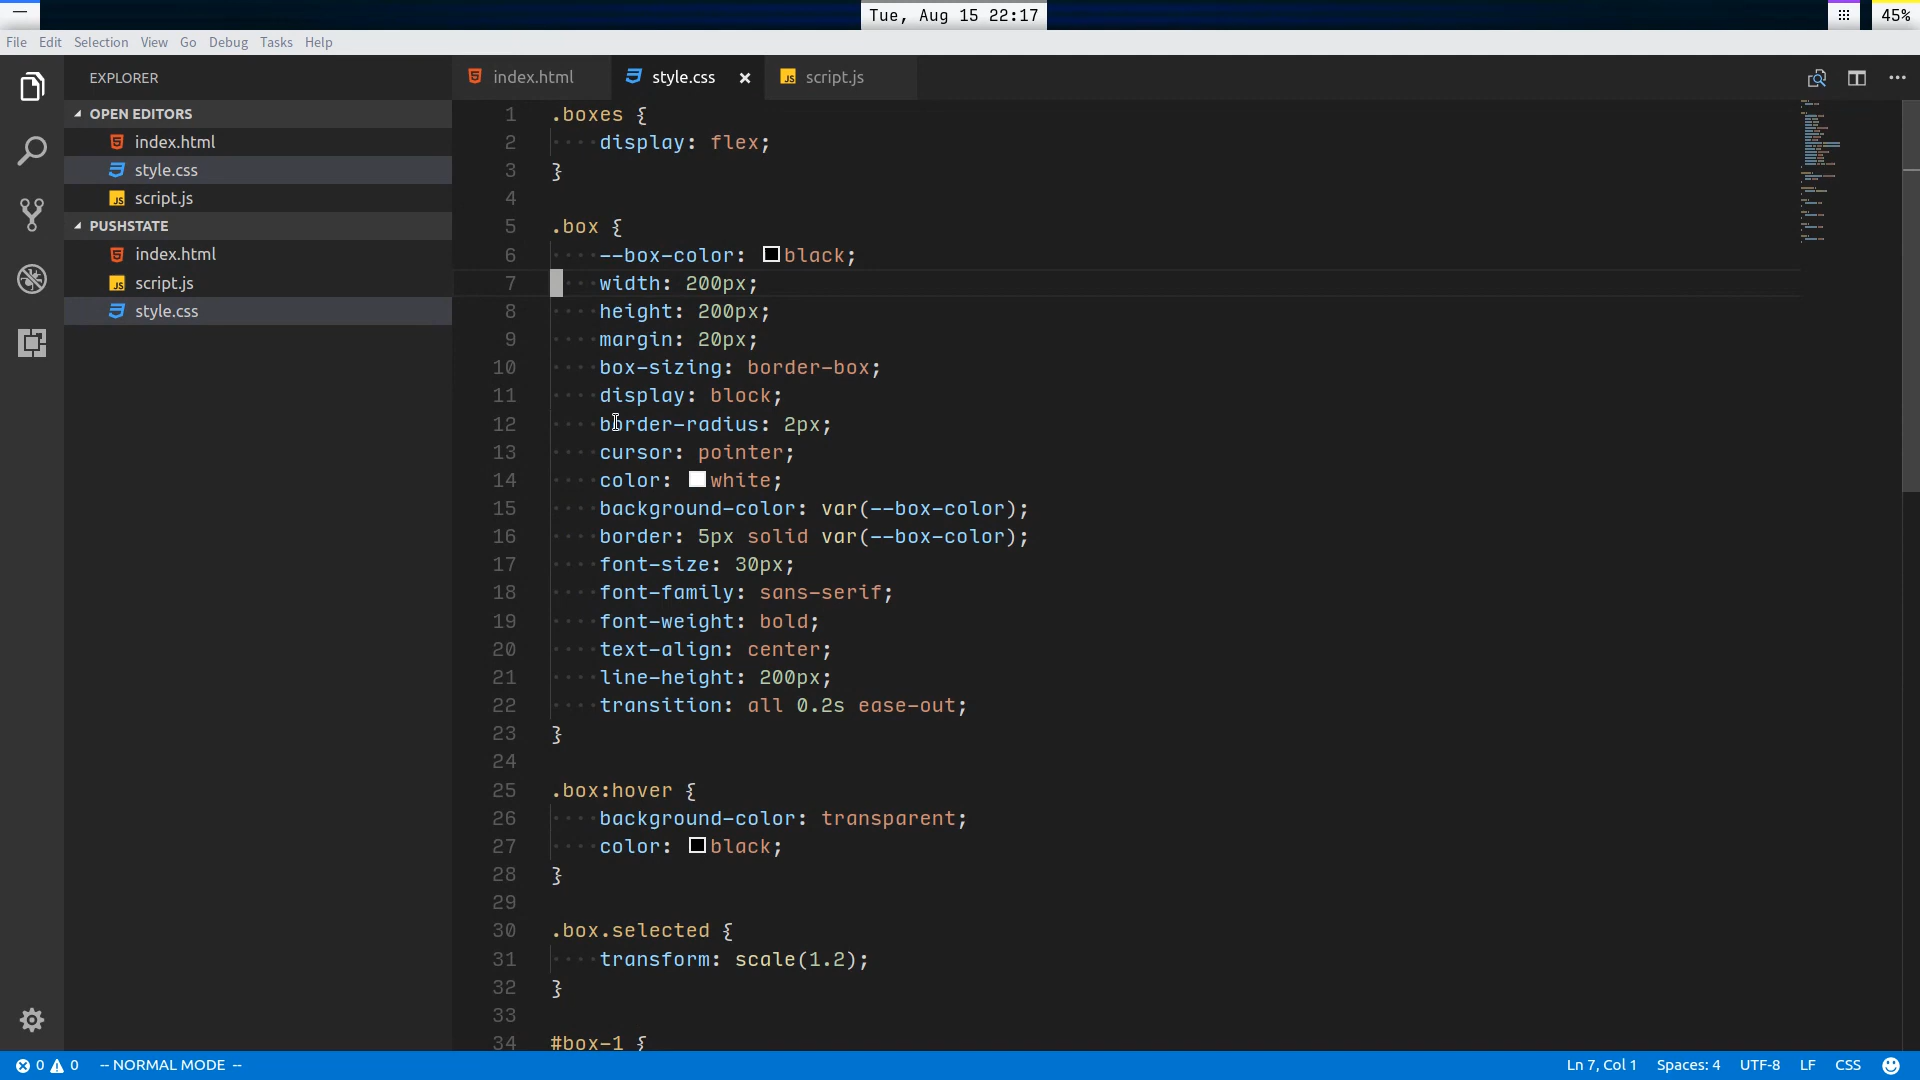 Tue, Aug 15 22:17
45%
File Edit Selection View Go Debug Tasks Help
EXPLORER
OPEN EDITORS
index.html
style.css
JS script.js
PUSHSTATE
index.html
JS script.js
style.css
index.html style.css × JS script.js
1 .boxes {
2 ····display: flex;
3 }
4
5 .box {
6 ····--box-color: black;
7 ···width: 200px;
8 ····height: 200px;
9 ····margin: 20px;
10 ····box-sizing: border-box;
11 ····display: block;
12 ····border-radius: 2px;
13 ····cursor: pointer;
14 ····color: white;
15 ····background-color: var(--box-color);
16 ····border: 5px solid var(--box-color);
17 ····font-size: 30px;
18 ····font-family: sans-serif;
19 ····font-weight: bold;
20 ····text-align: center;
21 ····line-height: 200px;
22 ····transition: all 0.2s ease-out;
23 }
24
25 .box:hover {
26 ····background-color: transparent;
27 ····color: black;
28 }
29
30 .box.selected {
31 ····transform: scale(1.2);
32 }
33
34 #box-1 {
0 0 -- NORMAL MODE -- Ln 7, Col 1 Spaces: 4 UTF-8 LF CSS